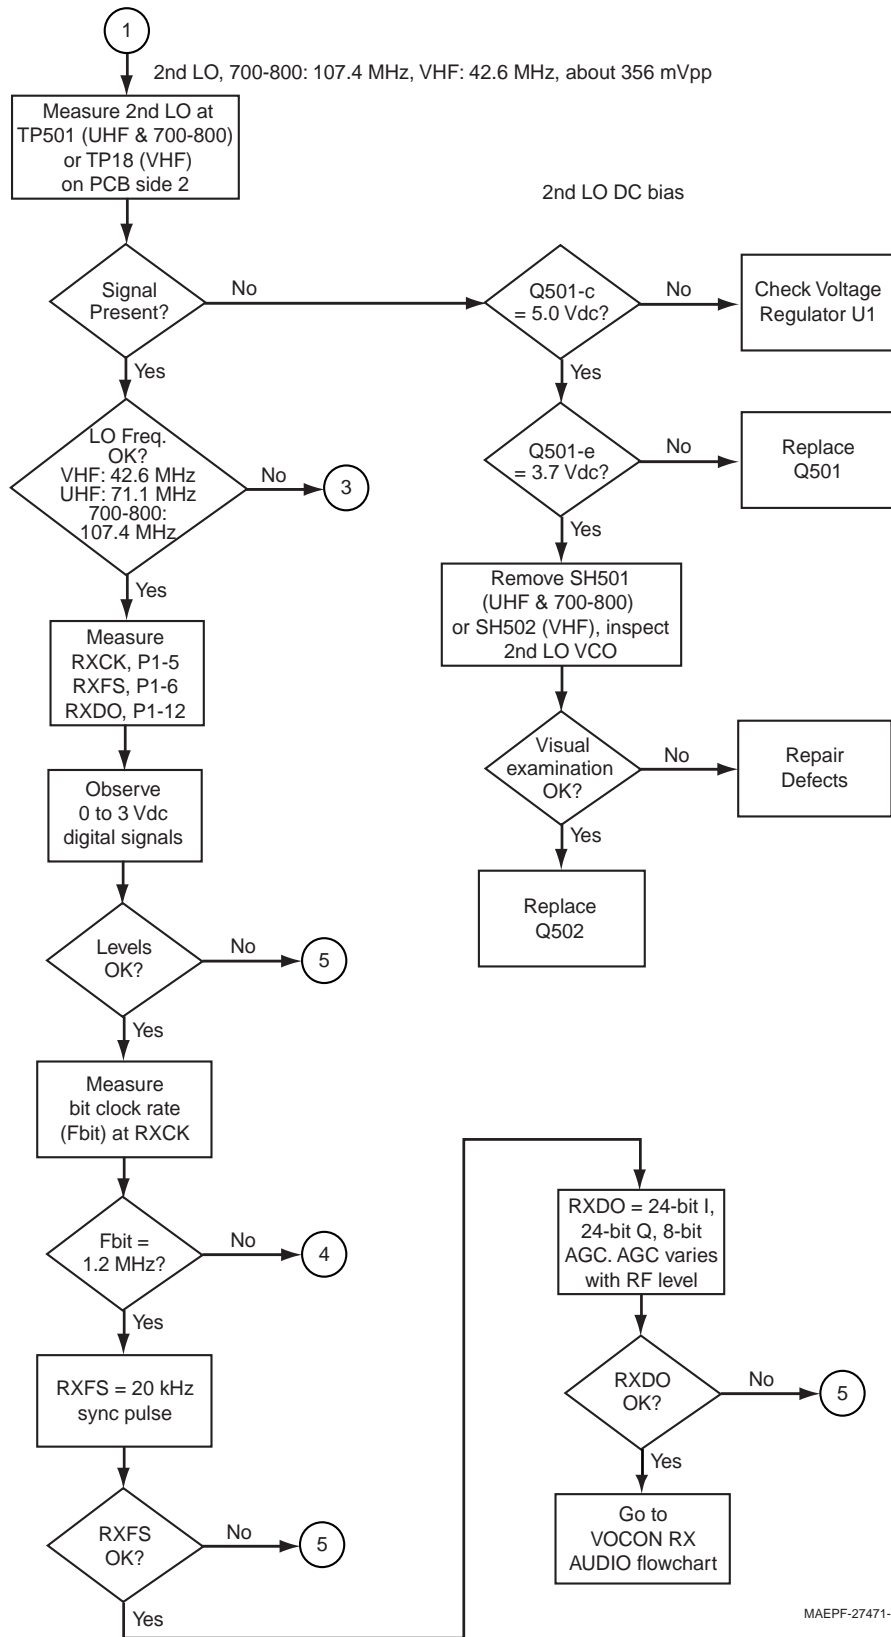 1
2nd LO, 700-800: 107.4 MHz, VHF: 42.6 MHz, about 356 mVpp
Measure 2nd LO at
TP501 (UHF & 700-800)
or TP18 (VHF)
on PCB side 2
2nd LO DC bias
Signal
Present?
No
Yes
Q501-c
= 5.0 Vdc?
No
Check Voltage
Regulator U1
Yes
LO Freq.
OK?
VHF: 42.6 MHz
UHF: 71.1 MHz
700-800:
107.4 MHz
No
3
Yes
Q501-e
= 3.7 Vdc?
No
Replace
Q501
Yes
Remove SH501
(UHF & 700-800)
or SH502 (VHF), inspect
2nd LO VCO
Measure
RXCK, P1-5
RXFS, P1-6
RXDO, P1-12
Visual
examination
OK?
No
Repair
Defects
Yes
Replace
Q502
Observe
0 to 3 Vdc
digital signals
Levels
OK?
No
5
Yes
Measure
bit clock rate
(Fbit) at RXCK
Fbit =
1.2 MHz?
No
4
Yes
RXFS = 20 kHz
sync pulse
RXFS
OK?
No
5
Yes
RXDO = 24-bit I,
24-bit Q, 8-bit
AGC. AGC varies
with RF level
RXDO
OK?
No
5
Yes
Go to
VOCON RX
AUDIO flowchart
MAEPF-27471-